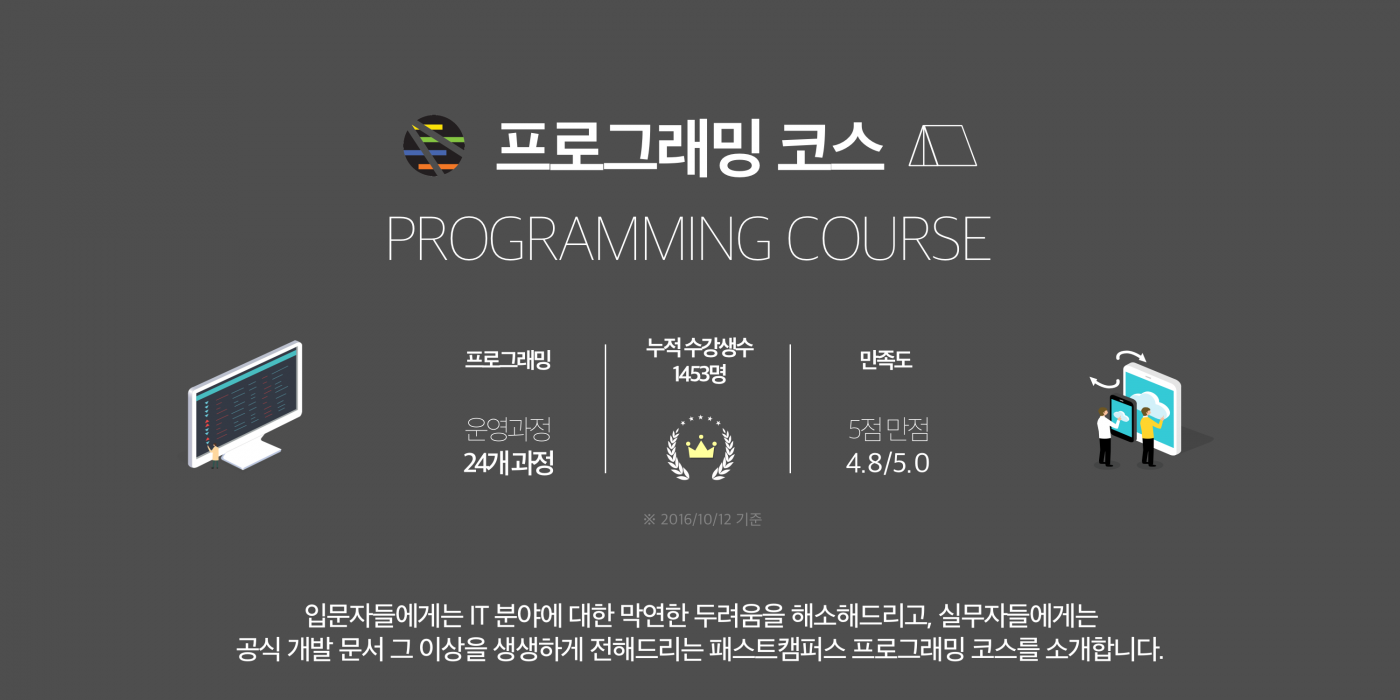 프로그래밍 코스
PROGRAMMING COURSE
프로그래밍
운영과정
24개 과정
누적 수강생수
1453명
만족도
5점 만점
4.8/5.0
※ 2016/10/12 기준
입문자들에게는 IT 분야에 대한 막연한 두려움을 해소해드리고, 실무자들에게는
공식 개발 문서 그 이상을 생생하게 전해드리는 패스트캠퍼스 프로그래밍 코스를 소개합니다.